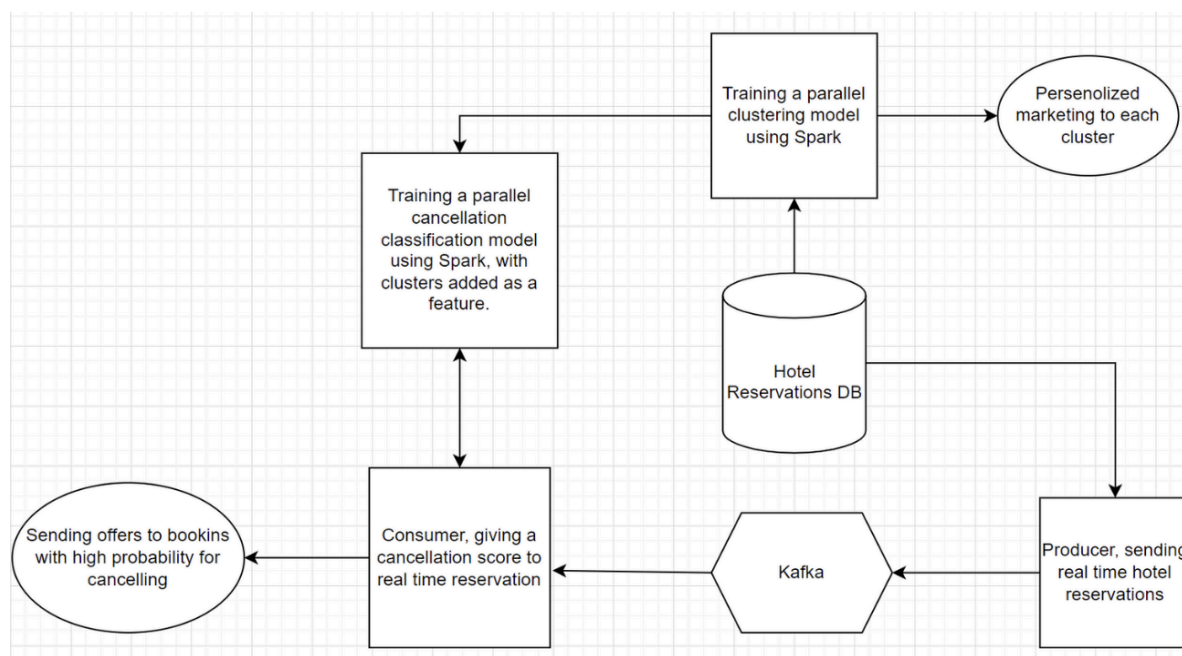 Training a parallel
clustering model
using Spark
Persenolized
marketing to each
cluster
Training a parallel
cancellation
classification model
using Spark, with
clusters added as a
feature.
Hotel
Reservations DB
Sending offers to bookins
with high probability for
cancelling
Consumer, giving a
cancellation score to
real time reservation
Kafka
Producer, sending
real time hotel
reservations